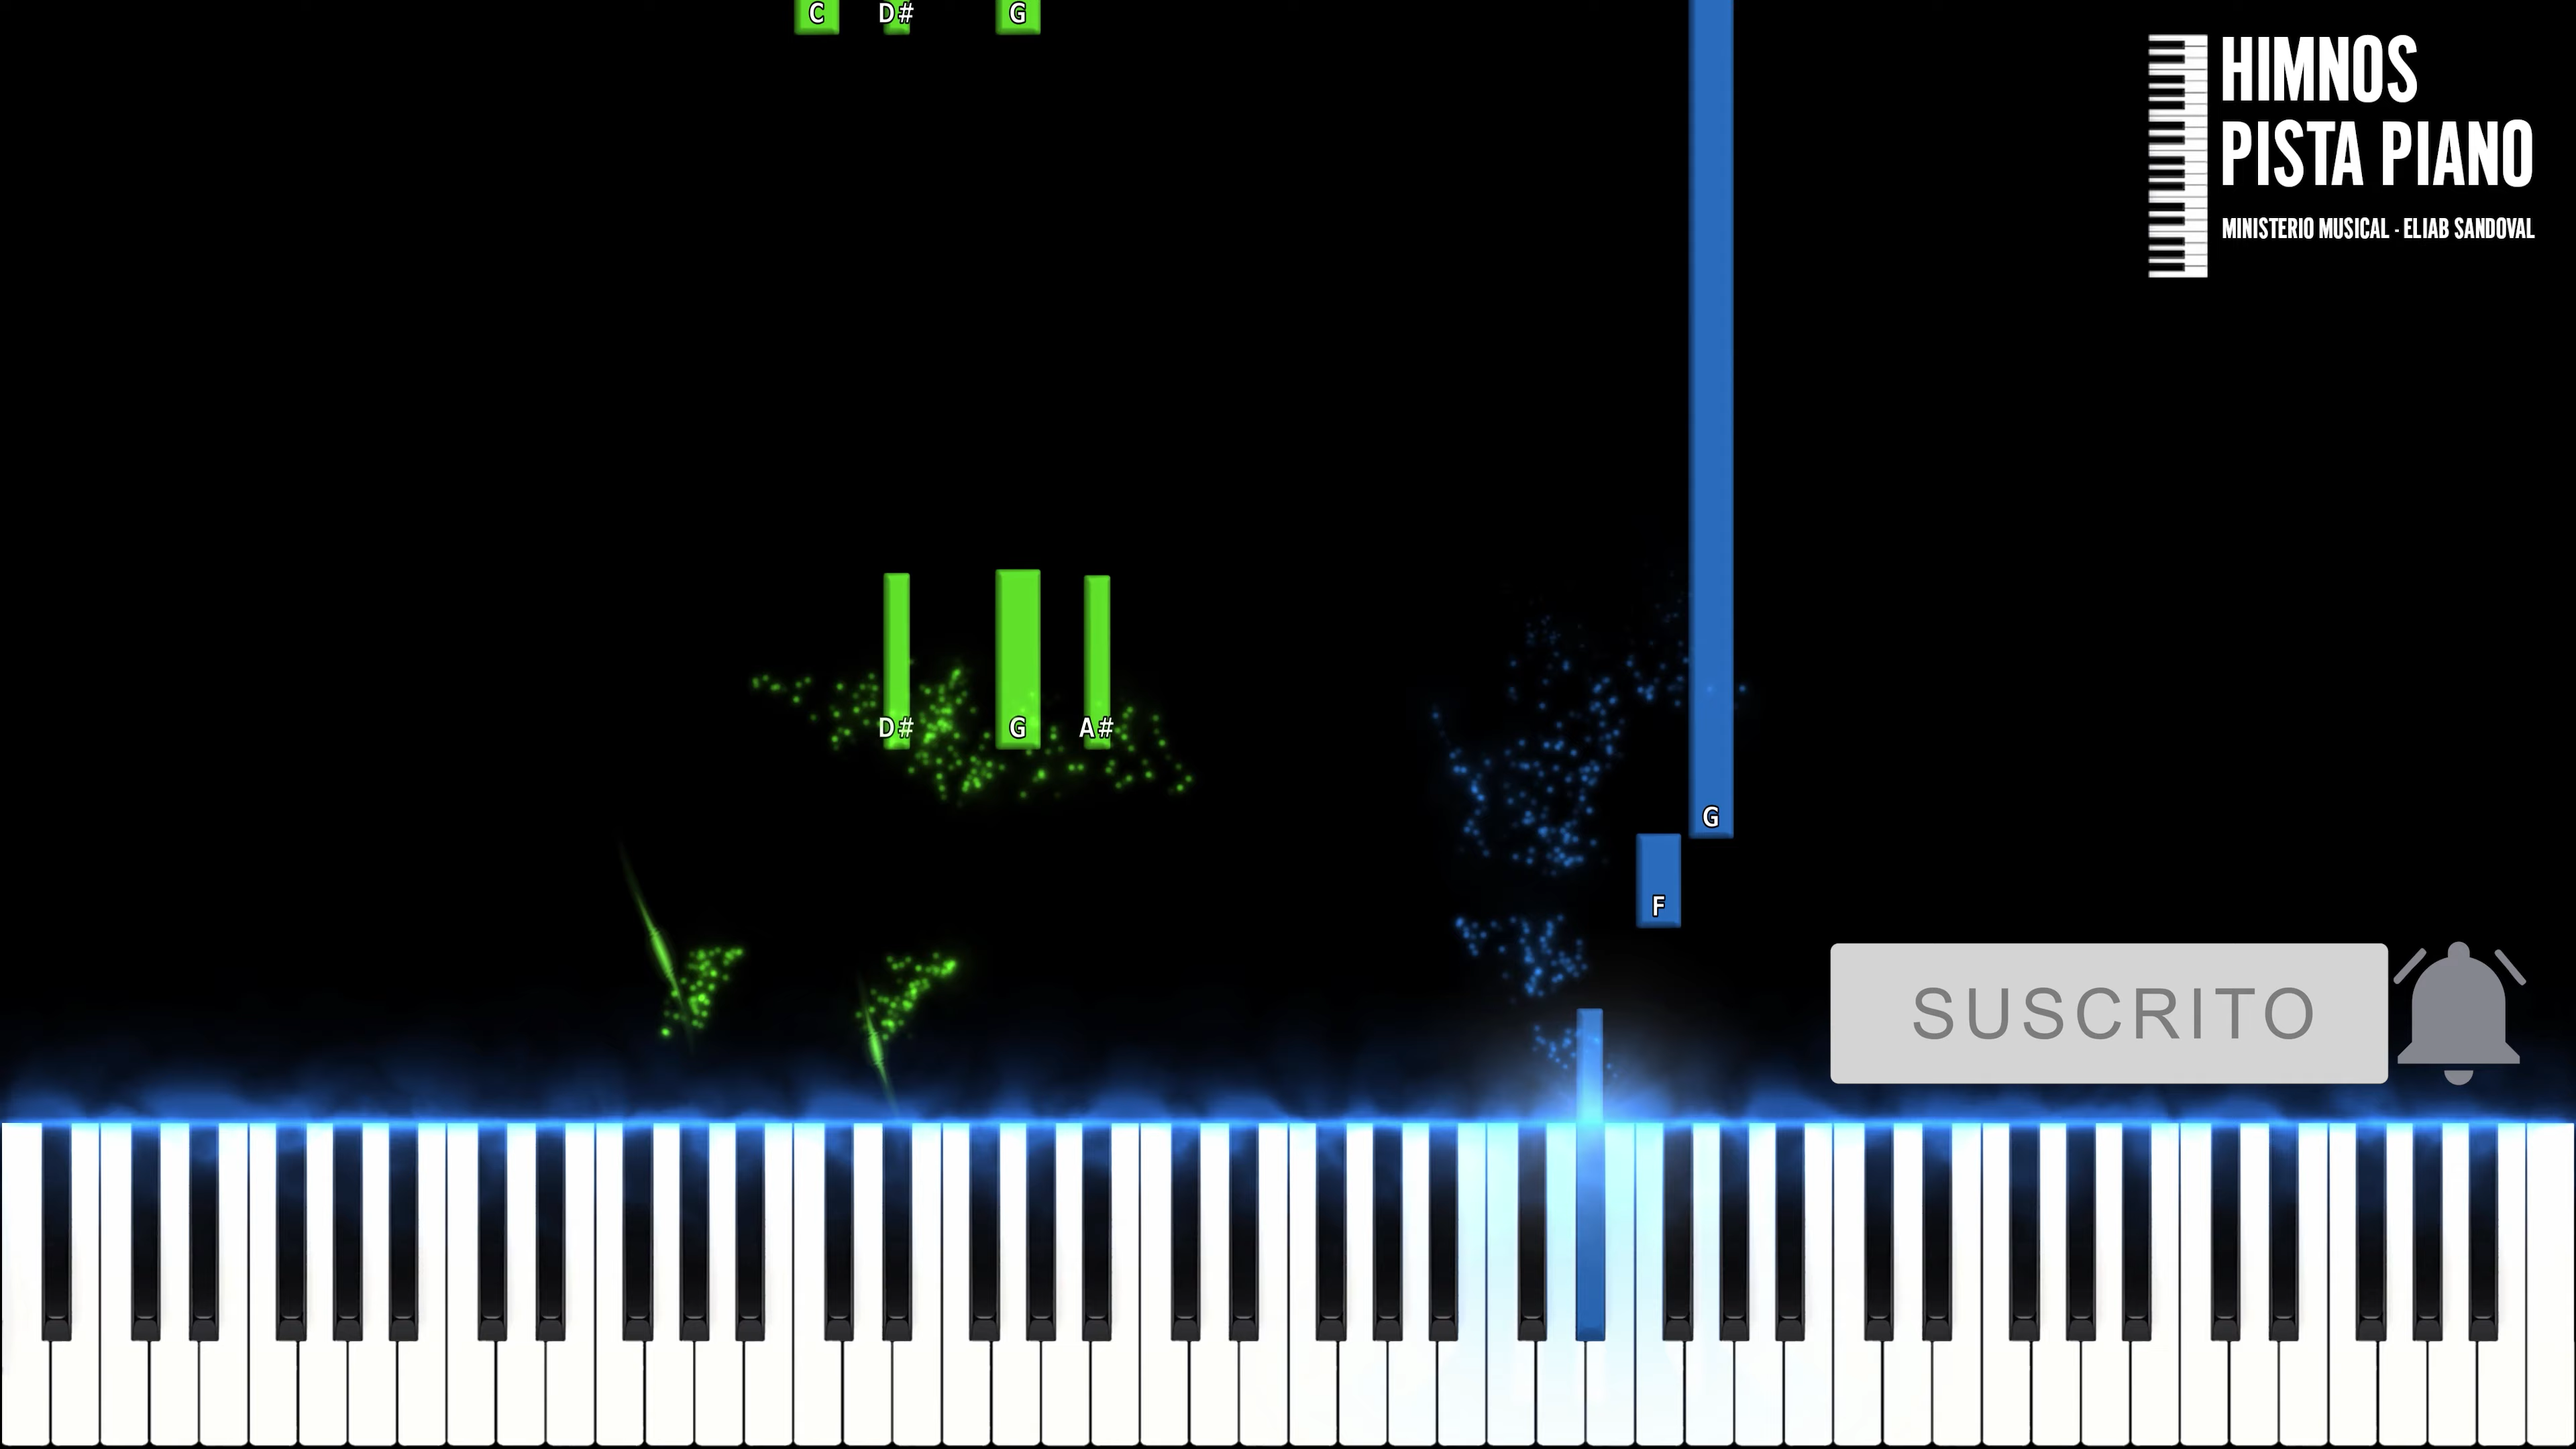 C D# G
HIMNOS
PISTA PIANO
MINISTERIO MUSICAL - ELIAB SANDOVAL
D# G A#
G
F
SUSCRITO